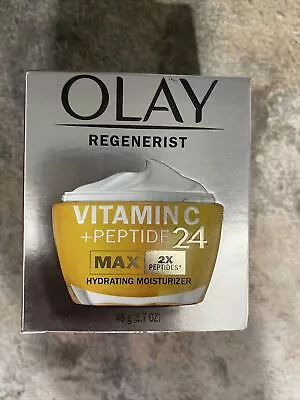 OLAY
REGENERIST
VITAMIN C
+PEPTIDE 24
MAX 2X PEPTIDES*
HYDRATING MOISTURIZER
48 g (1.7 OZ)